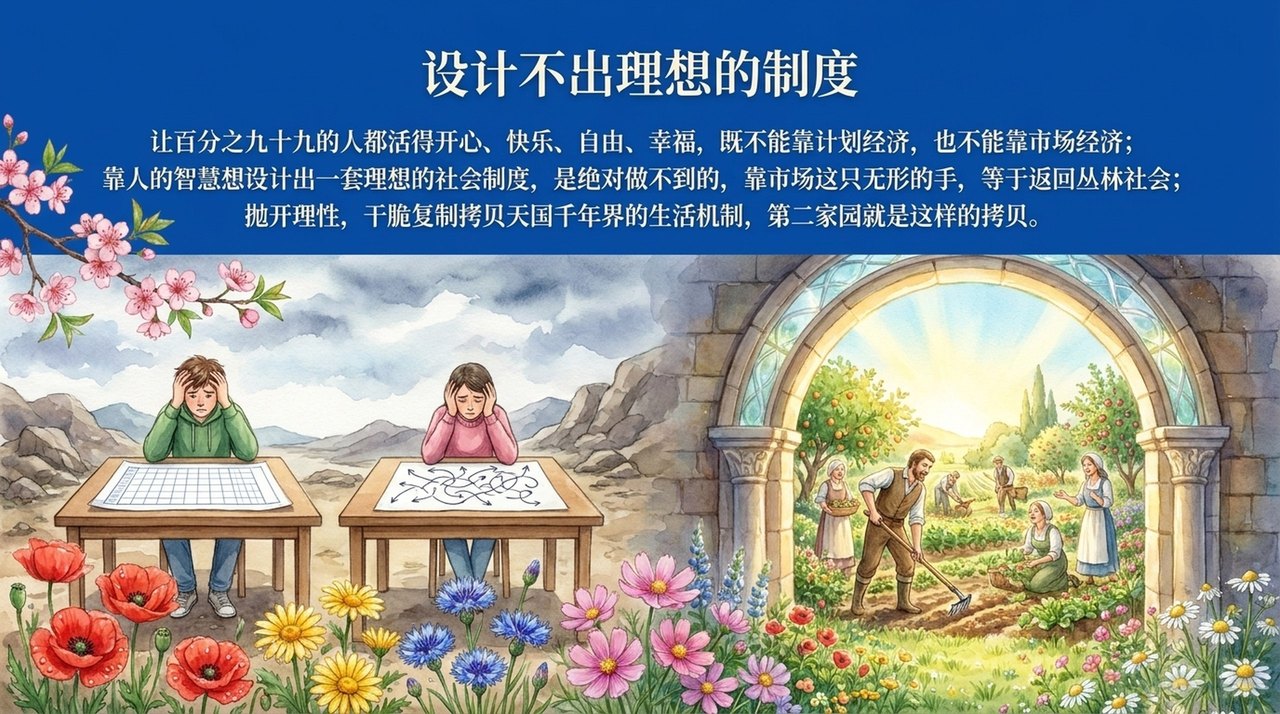 设计不出理想的制度
让百分之九十九的人都活得开心、快乐、自由、幸福，既不能靠计划经济，也不能靠市场经济；
靠人的智慧想设计出一套理想的社会制度，是绝对做不到的，靠市场这只无形的手，等于返回丛林社会；
抛开理性，干脆复制拷贝天国千年界的生活机制，第二家园就是这样的拷贝。